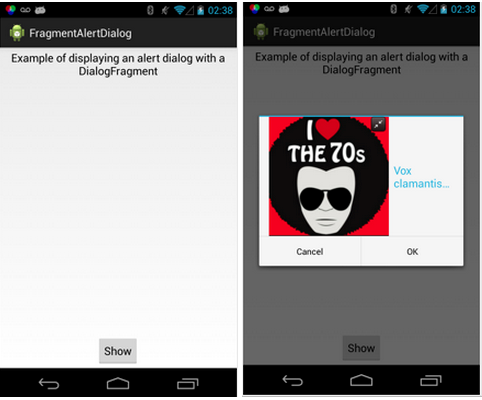 02:38
FragmentAlertDialog
Example of displaying an alert dialog with a
DialogFragment
Show
02:38
FragmentAlertDialog
Example of displaying an alert dialog with a
DialogFragment
I
THE 70s
Vox
clamantis...
Cancel
OK
Show